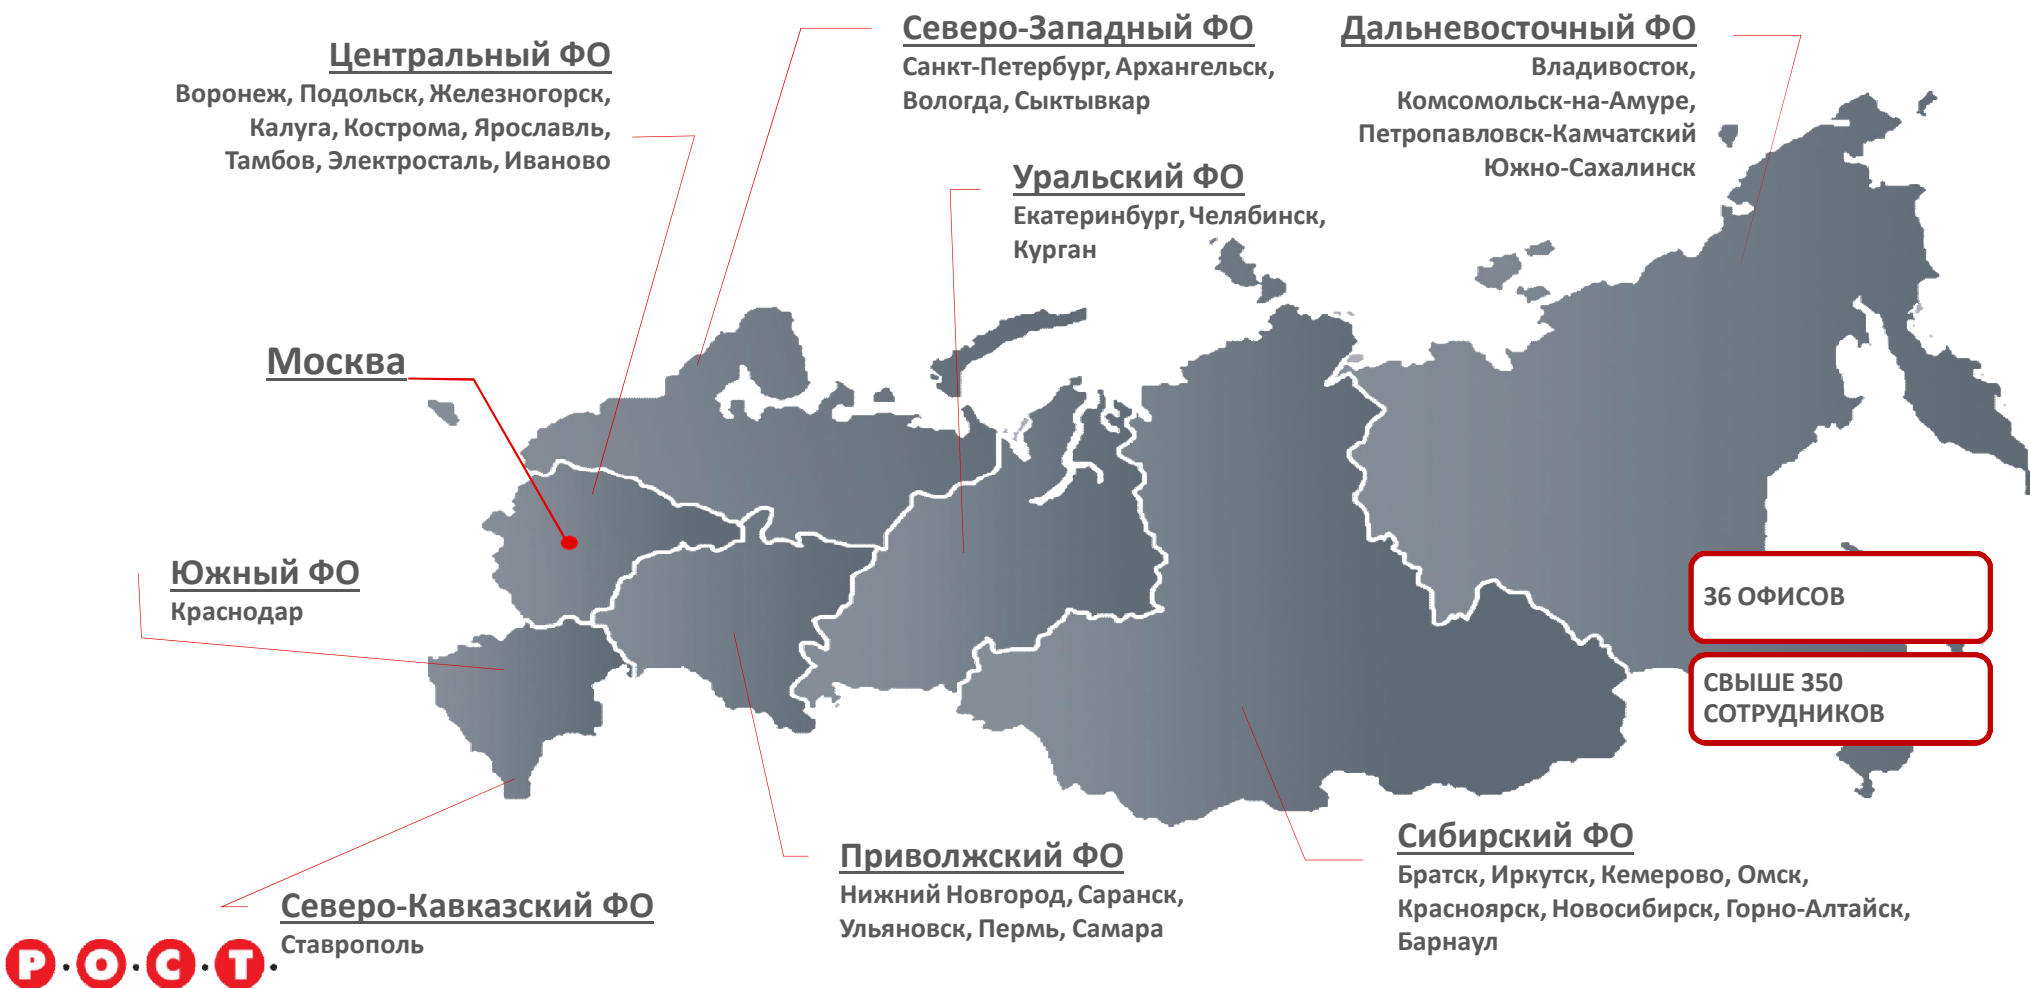 Центральный ФО
Воронеж, Подольск, Железногорск,
Калуга, Кострома, Ярославль,
Тамбов, Электросталь, Иваново
Северо-Западный ФО
Санкт-Петербург, Архангельск,
Вологда, Сыктывкар
Дальневосточный ФО
Владивосток,
Комсомольск-на-Амуре,
Петропавловск-Камчатский
Южно-Сахалинск
Уральский ФО
Екатеринбург, Челябинск,
Курган
Москва
Южный ФО
Краснодар
36 ОФИСОВ
СВЫШЕ 350
СОТРУДНИКОВ
Северо-Кавказский ФО
Ставрополь
Приволжский ФО
Нижний Новгород, Саранск,
Ульяновск, Пермь, Самара
Сибирский ФО
Братск, Иркутск, Кемерово, Омск,
Красноярск, Новосибирск, Горно-Алтайск,
Барнаул
Р.О.С.Т.